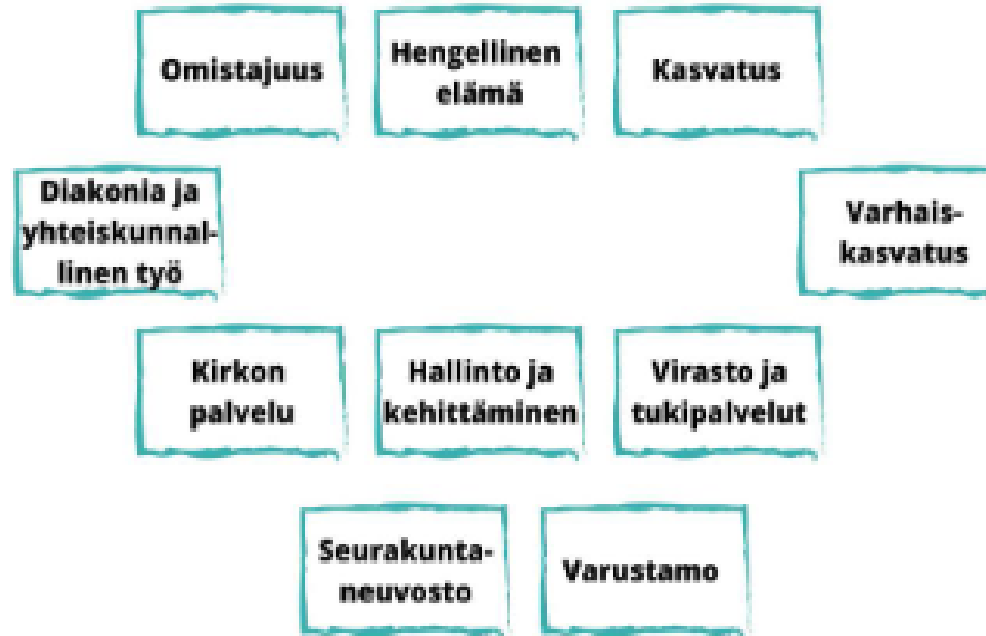 Omistajuus
Hengellinen
elämä
Kasvatus
Diakonia ja
yhteiskunnal-
linen työ
Varhais-
kasvatus
Kirkon
palvelu
Hallinto ja
kehittäminen
Virasto ja
tukipalvelut
Seurakunta-
neuvosto
Varustamo